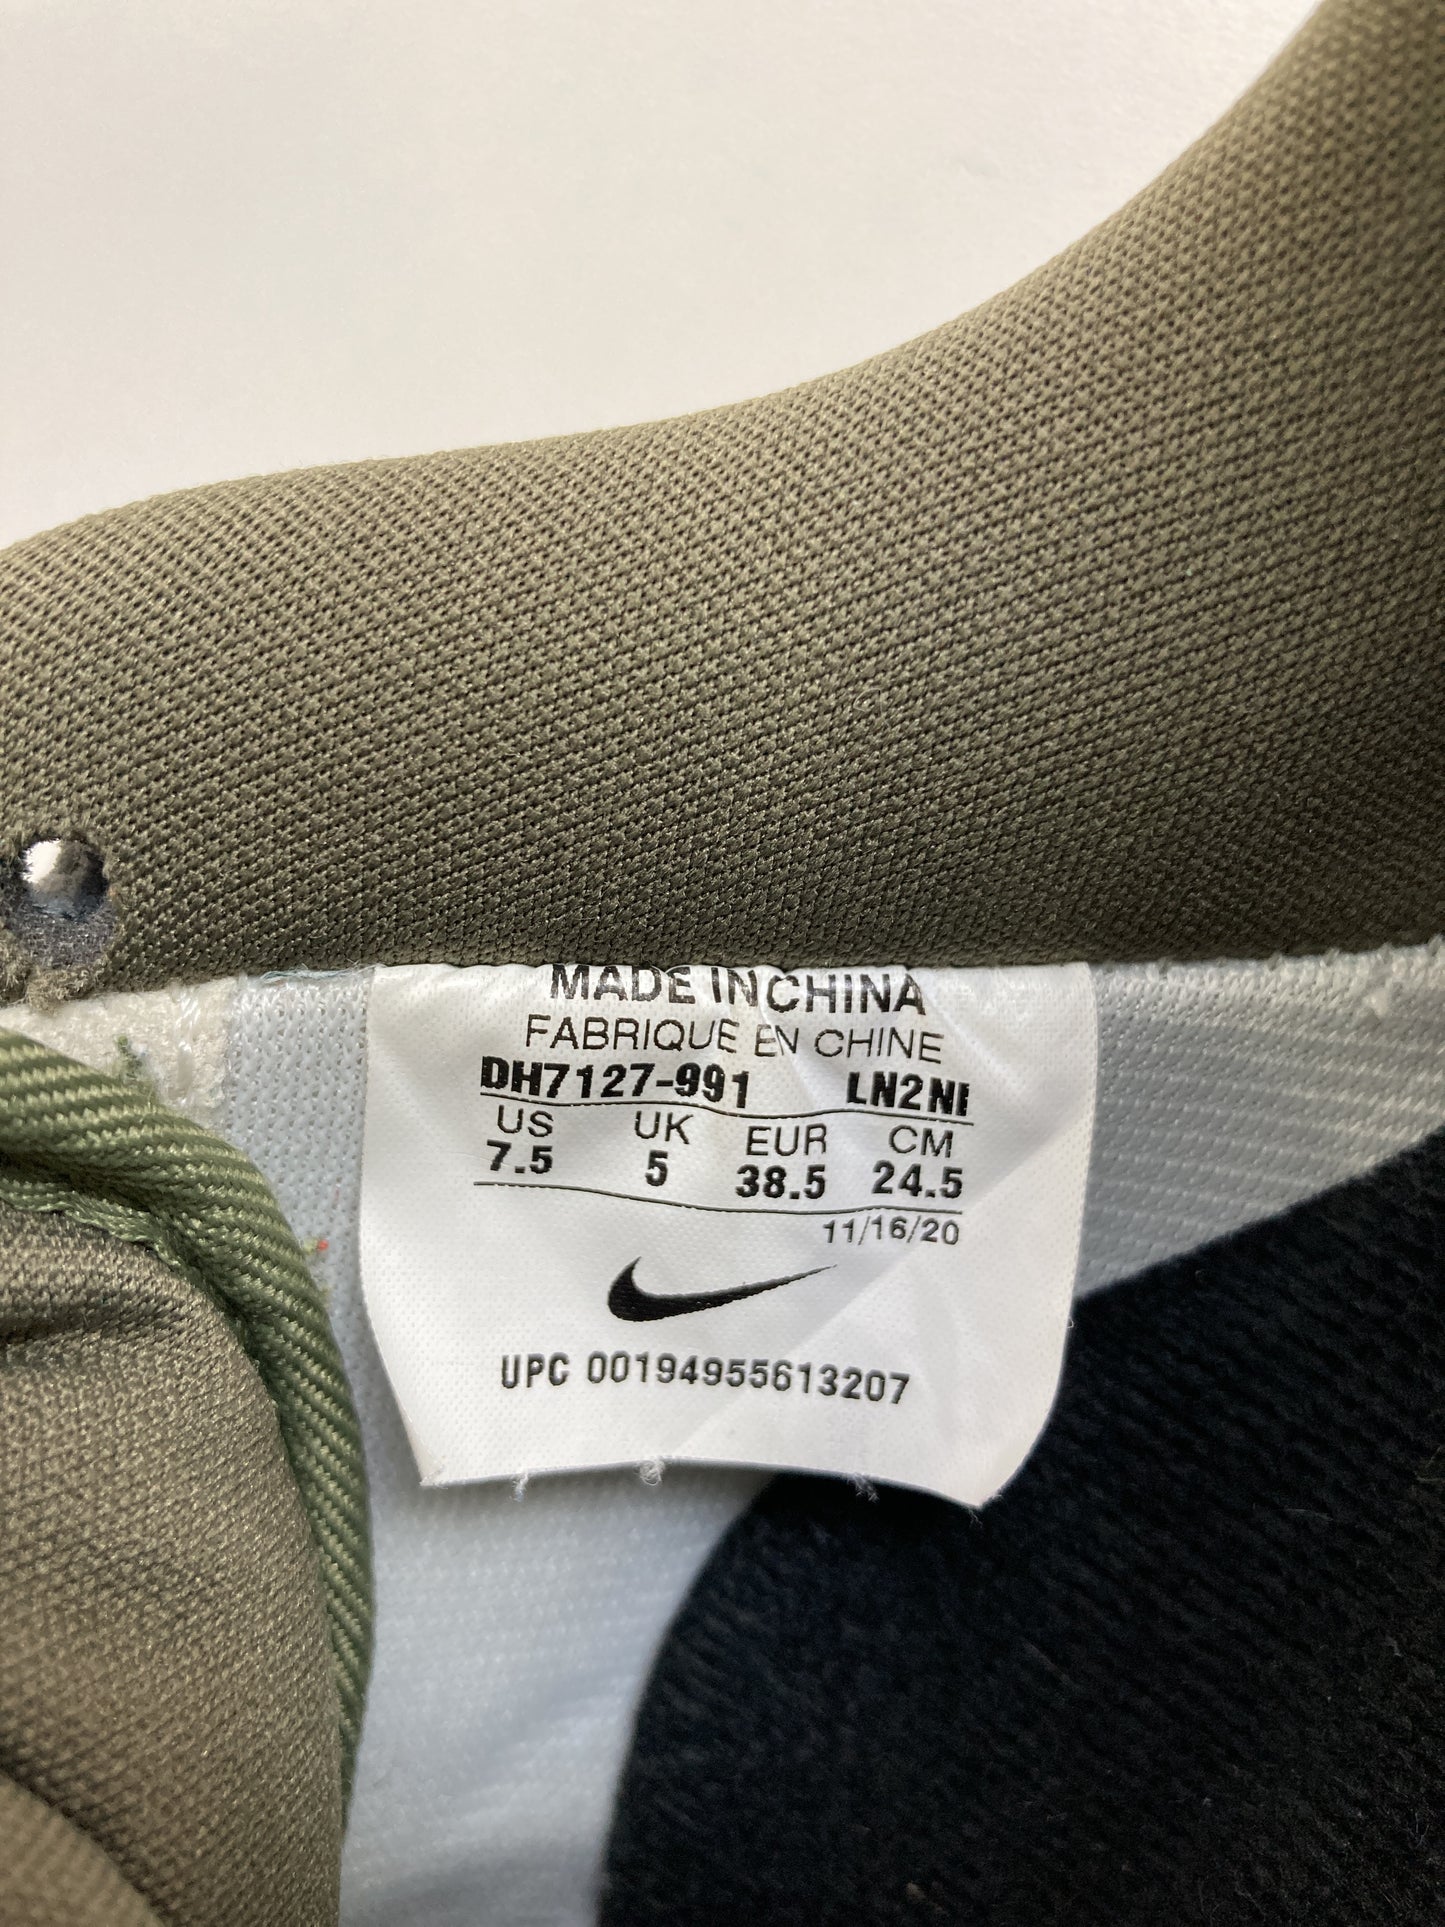 MADE IN CHINA
FABRIQUE EN CHINE
DH7127-991 LN2NI
US UK EUR CM
7.5 5 38.5 24.5
11/16/20
UPC 00194955613207